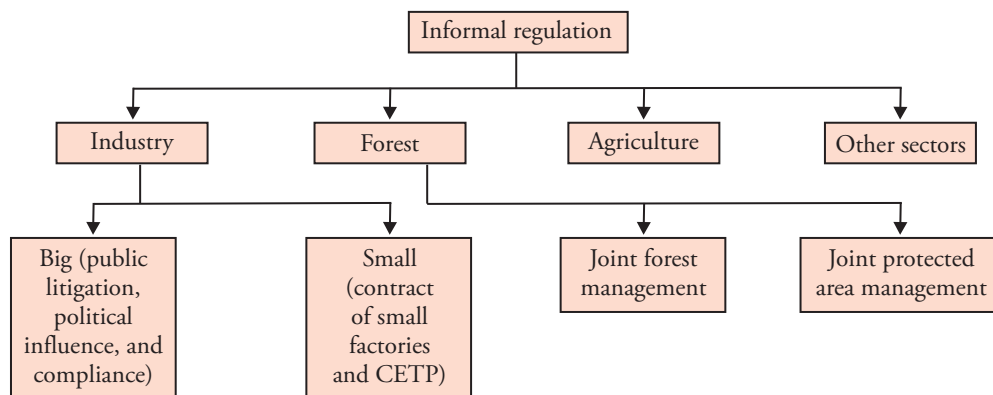 Informal regulation
Industry
Forest
Agriculture
Other sectors
Big (public
litigation,
political
influence, and
compliance)
Small
(contract
of small
factories
and CETP)
Joint forest
management
Joint protected
area management